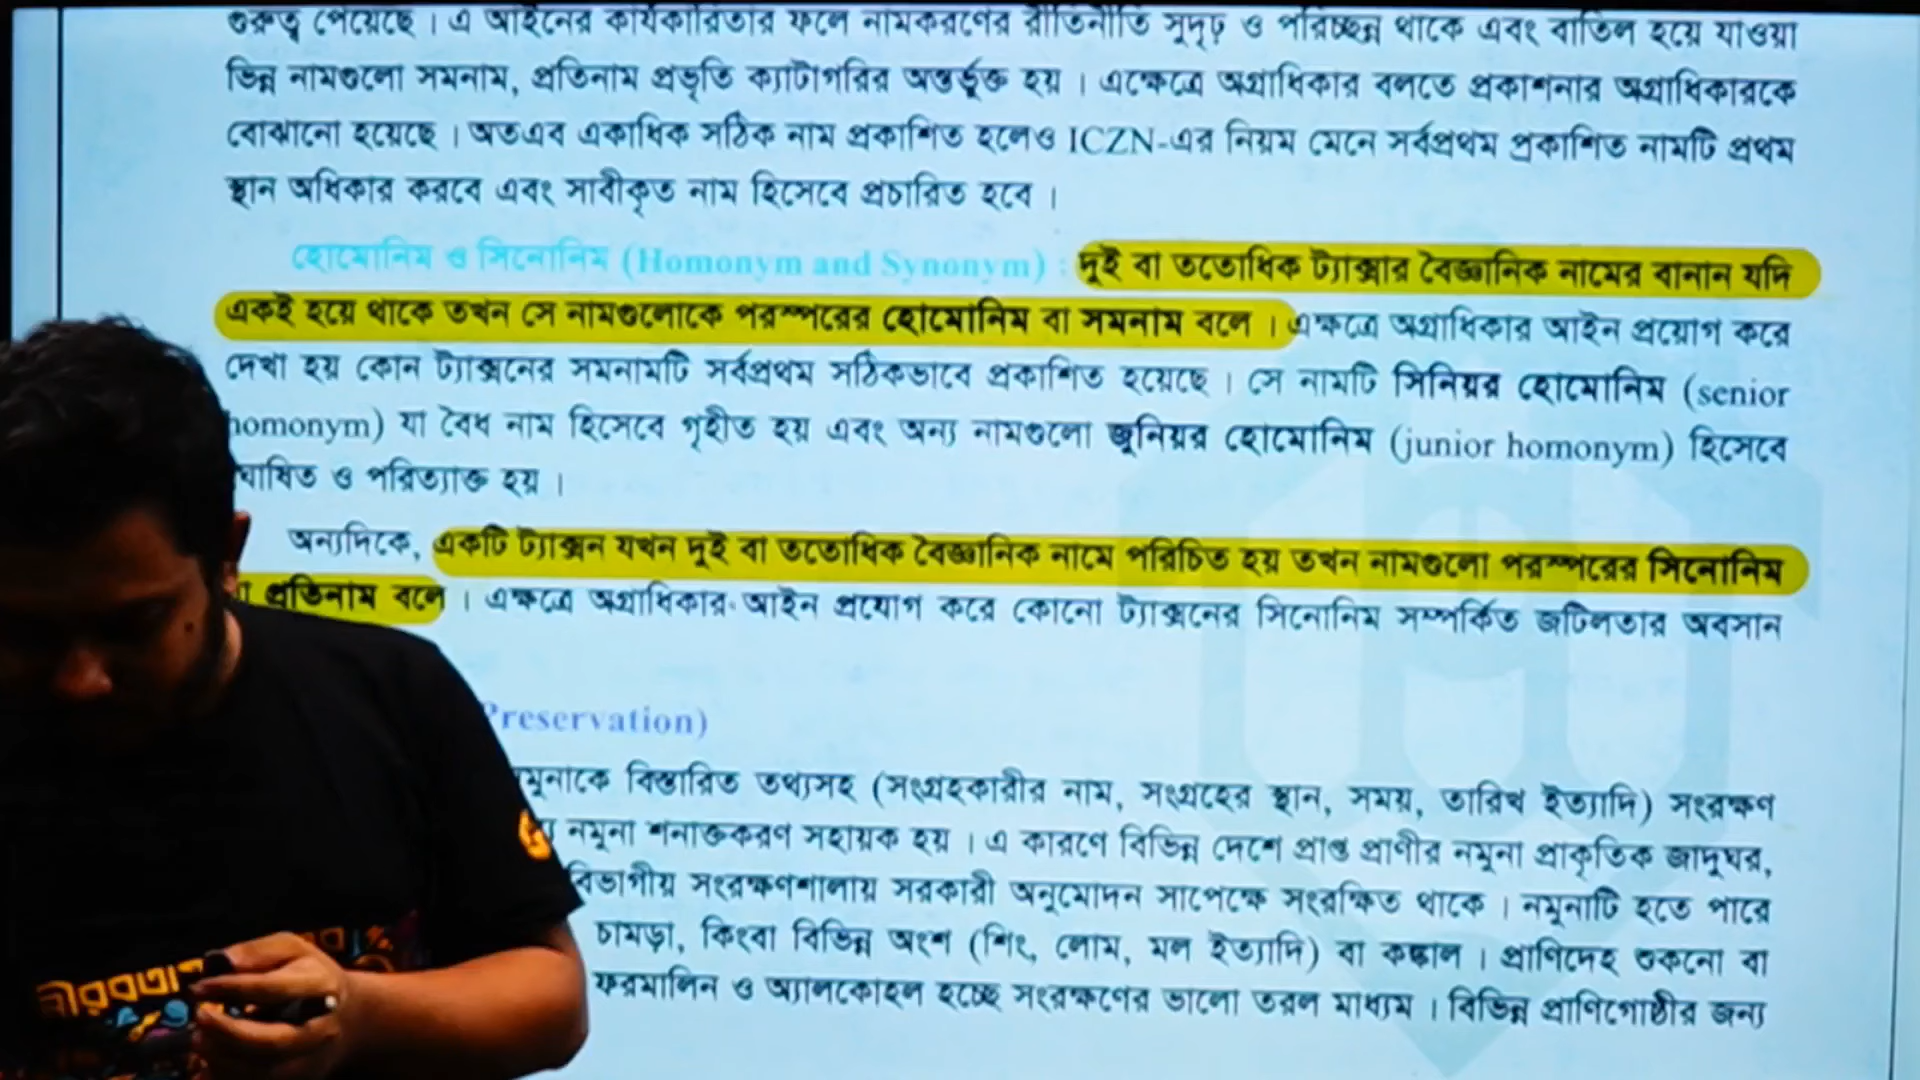 গুরুত্ব পেয়েছে। এ আইনের কার্যকারিতার ফলে নামকরণের রীতিনীতি সুদৃঢ় ও পরিচ্ছন্ন থাকে এবং বাতিল হয়ে যাওয়া
ভিন্ন নামগুলো সমনাম, প্রতিনাম প্রভৃতি ক্যাটাগরির অন্তর্ভুক্ত হয়। এক্ষেত্রে অগ্রাধিকার বলতে প্রকাশনার অগ্রাধিকারকে
বোঝানো হয়েছে। অতএব একাধিক সঠিক নাম প্রকাশিত হলেও ICZN-এর নিয়ম মেনে সর্বপ্রথম প্রকাশিত নামটি প্রথম
স্থান অধিকার করবে এবং সাবীকৃত নাম হিসেবে প্রচারিত হবে।
হোমোনিম ও সিনোনিম (Homonym and Synonym) : দুই বা ততোধিক ট্যাক্সার বৈজ্ঞানিক নামের বানান যদি
একই হয়ে থাকে তখন সে নামগুলোকে পরস্পরের হোমোনিম বা সমনাম বলে। এক্ষত্রে অগ্রাধিকার আইন প্রয়োগ করে
দেখা হয় কোন ট্যাক্সনের সমনামটি সর্বপ্রথম সঠিকভাবে প্রকাশিত হয়েছে। সে নামটি সিনিয়র হোমোনিম (senior
homonym) যা বৈধ নাম হিসেবে গৃহীত হয় এবং অন্য নামগুলো জুনিয়র হোমোনিম (junior homonym) হিসেবে
ঘোষিত ও পরিত্যাক্ত হয়।
অন্যদিকে, একটি ট্যাক্সন যখন দুই বা ততোধিক বৈজ্ঞানিক নামে পরিচিত হয় তখন নামগুলো পরস্পরের সিনোনিম
বা প্রতিনাম বলে। এক্ষত্রে অগ্রাধিকার আইন প্রযোগ করে কোনো ট্যাক্সনের সিনোনিম সম্পর্কিত জটিলতার অবসান
Preservation)
নমুনাকে বিস্তারিত তথ্যসহ (সংগ্রহকারীর নাম, সংগ্রহের স্থান, সময়, তারিখ ইত্যাদি) সংরক্ষণ
নমুনা শনাক্তকরণ সহায়ক হয়। এ কারণে বিভিন্ন দেশে প্রাপ্ত প্রাণীর নমুনা প্রাকৃতিক জাদুঘর,
বিভাগীয় সংরক্ষণশালায় সরকারী অনুমোদন সাপেক্ষে সংরক্ষিত থাকে। নমুনাটি হতে পারে
চামড়া, কিংবা বিভিন্ন অংশ (শিং, লোম, মল ইত্যাদি) বা কঙ্কাল। প্রাণিদেহ শুকনো বা
ফরমালিন ও অ্যালকোহল হচ্ছে সংরক্ষণের ভালো তরল মাধ্যম। বিভিন্ন প্রাণিগোষ্ঠীর জন্য